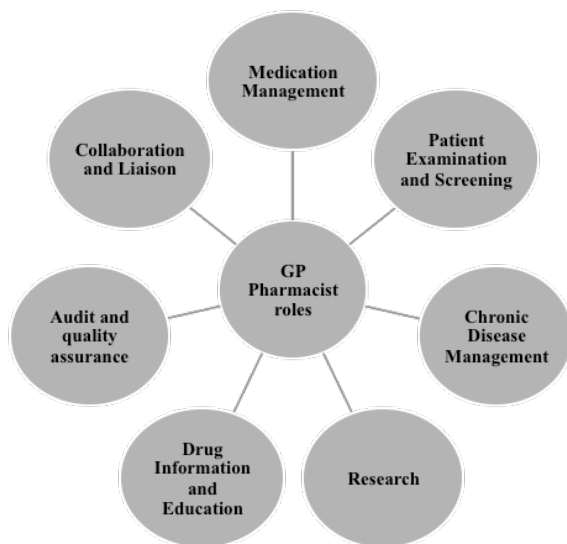 Medication
Management
Patient
Examination
and Screening
Chronic
Disease
Management
Research
Drug
Information
and
Education
Audit and
quality
assurance
Collaboration
and Liaison
GP
Pharmacist
roles